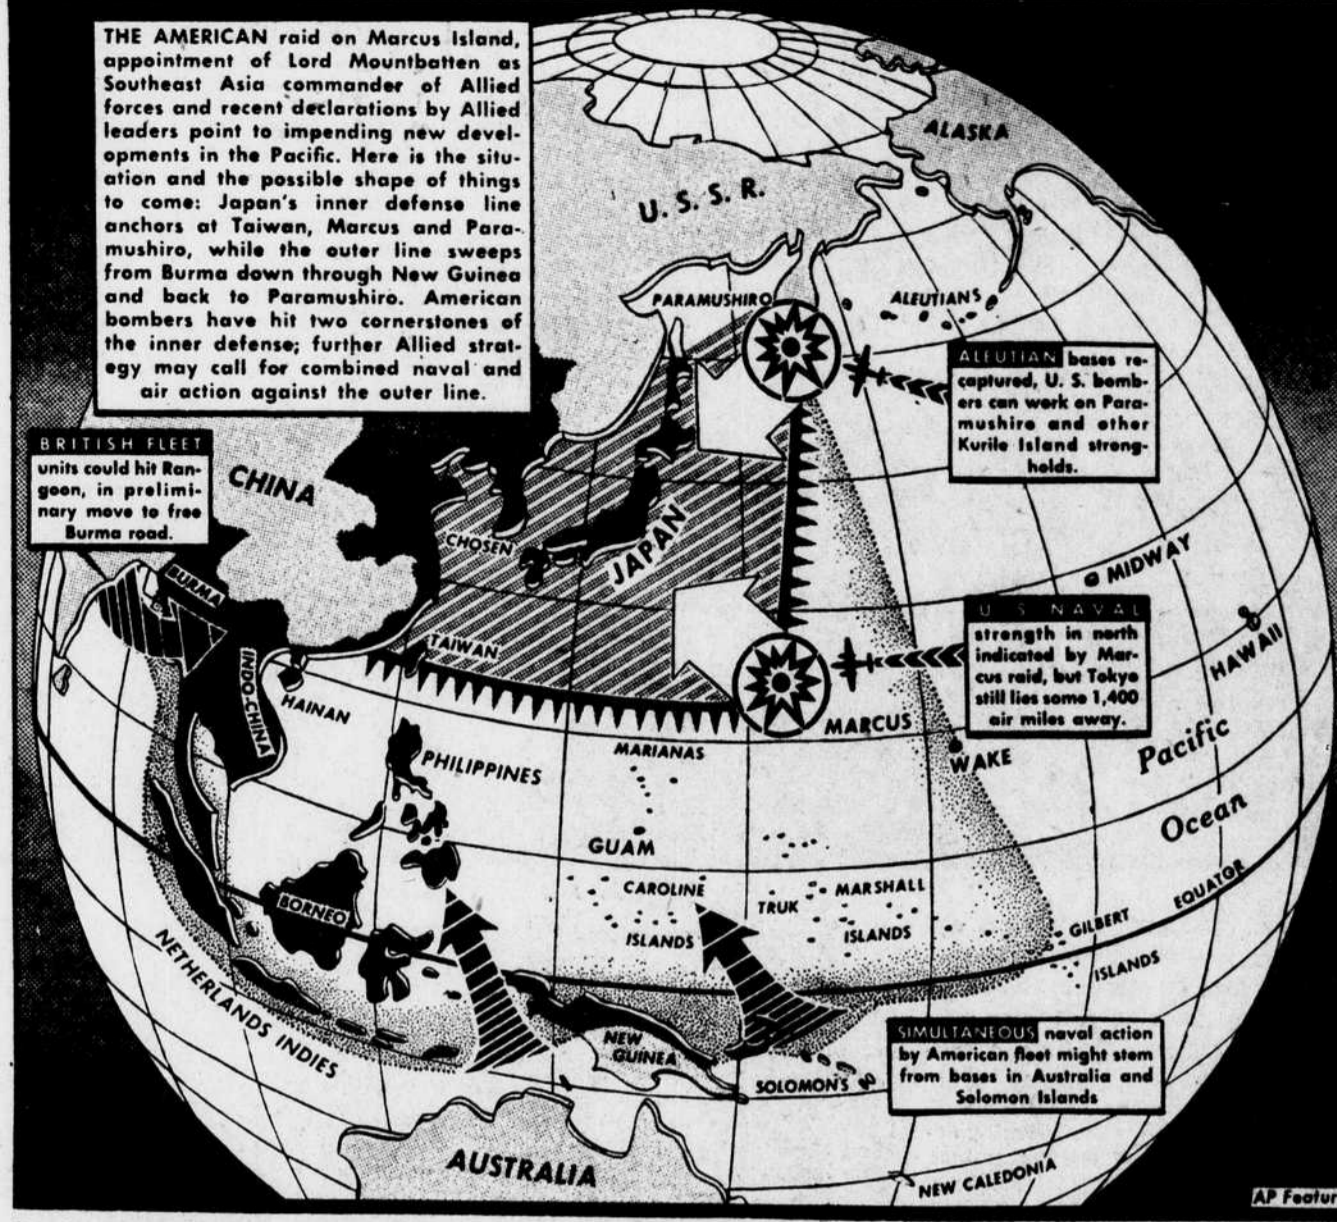 THE AMERICAN raid on Marcus Island,
appointment of Lord Mountbatten as
Southeast Asia commander of Allied
forces and recent declarations by Allied
leaders point to impending new devel-
opments in the Pacific. Here is the situ-
ation and the possible shape of things
to come: Japan's inner defense line
anchors at Taiwan, Marcus and Para-
mushiro, while the outer line sweeps
from Burma down through New Guinea
and back to Paramushiro. American
bombers have hit two cornerstones of
the inner defense; further Allied strat-
egy may call for combined naval and
air action against the outer line.
ALASKA
U. S. S. R.
PARAMUSHIRO
ALEUTIANS
ALEUTIAN bases re-
captured, U. S. bomb-
ers can work on Para-
mushiro and other
Kurile Island strong-
holds.
BRITISH FLEET
units could hit Ran-
goon, in prelimi-
nary move to free
Burma road.
CHINA
CHOSEN
JAPAN
MIDWAY
BURMA
U S NAVAL
strength in north
indicated by Mar-
cus raid, but Tokyo
still lies some 1,400
air miles away.
HAWAII
TAIWAN
INDO-CHINA
HAINAN
MARCUS
MARIANAS
PHILIPPINES
WAKE
Pacific
Ocean
GUAM
CAROLINE
ISLANDS
TRUK
MARSHALL
ISLANDS
EQUATOR
BORNEO
GILBERT
ISLANDS
NETHERLANDS INDIES
NEW
GUINEA
SOLOMON'S
SIMULTANEOUS naval action
by American fleet might stem
from bases in Australia and
Solomon Islands
AUSTRALIA
NEW CALEDONIA
AP Featur